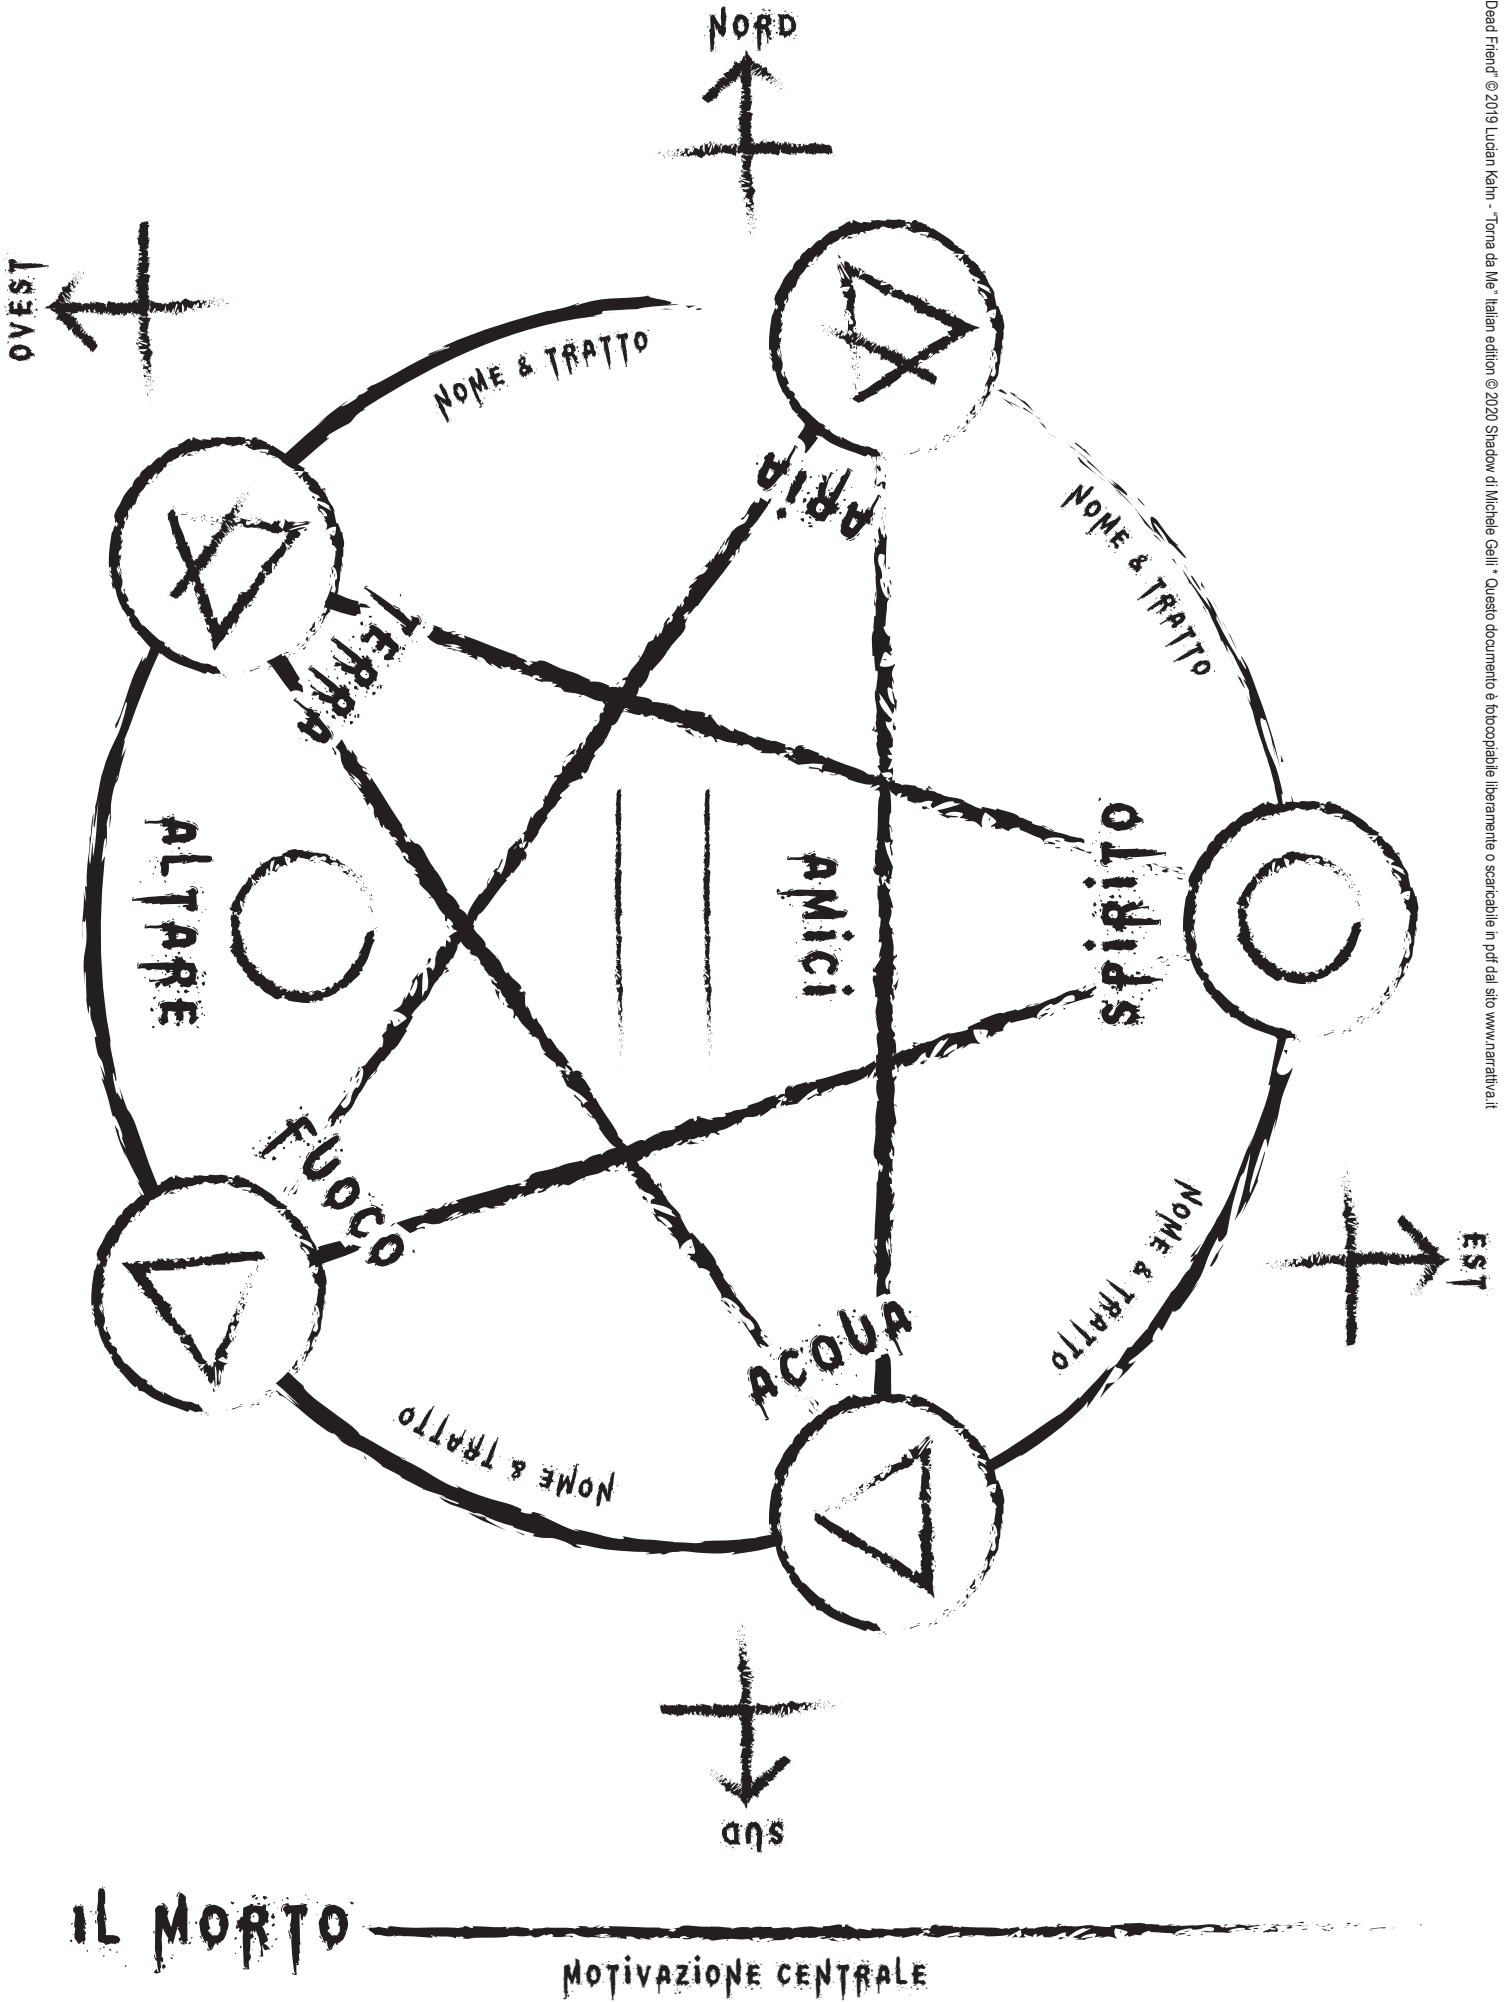 NORD
OVEST
NOME & TRATTO
NOME & TRATTO
ARIA
TERRA
SPIRITO
AMICI
ALTARE
FUOCO
ACQUA
NOME & TRATTO
NOME & TRATTO
EST
SUD
IL MORTO
MOTIVAZIONE CENTRALE
Dead Friend" © 2019 Lucian Kahn - "Torna da Me" Italian edition © 2020 Shadow di Michele Gelli * Questo documento è fotocopiabile liberamente o scaricabile in pdf dal sito www.narrattiva.it